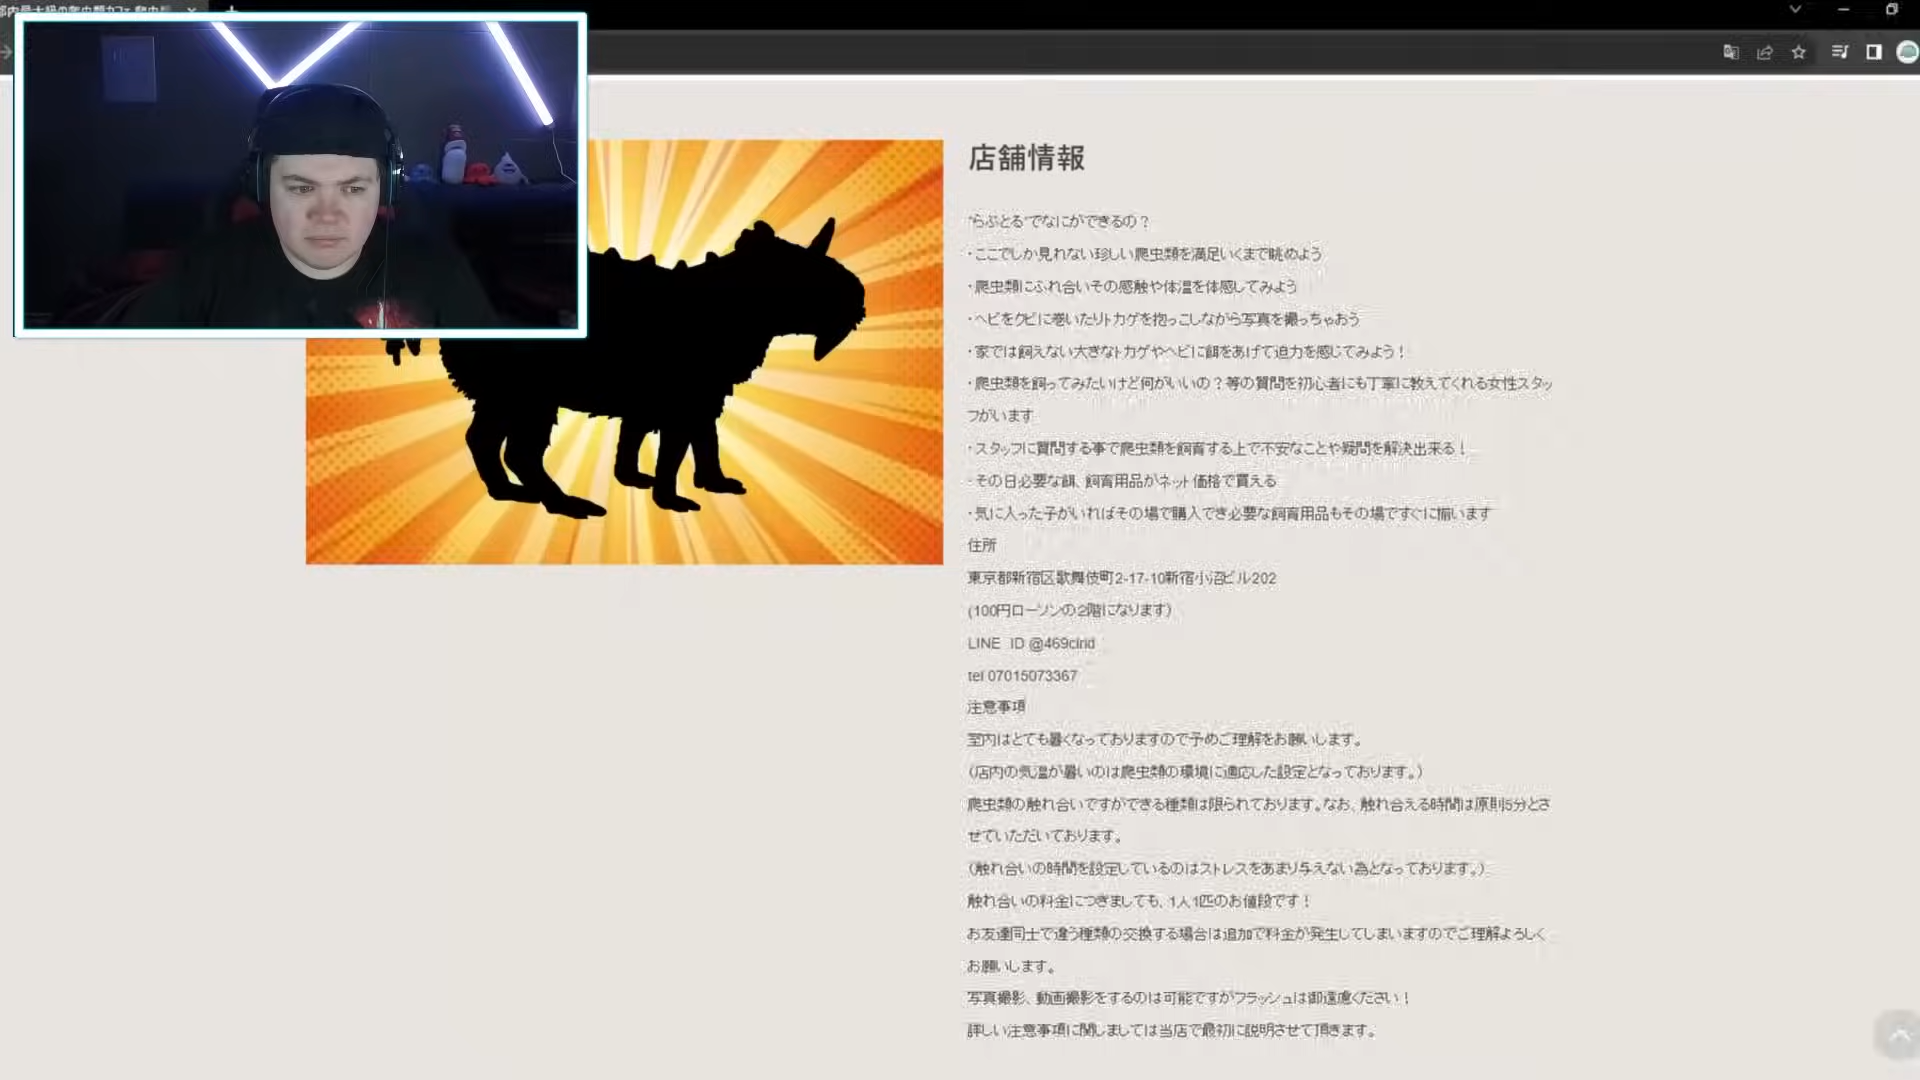 店舗情報
"らぷとる"でなにができるの？
・ここでしか見れない珍しい爬虫類を満足いくまで眺めよう
・爬虫類にふれ合いその感触や体温を体感してみよう
・ヘビをクビに巻いたりトカゲを抱っこしながら写真を撮っちゃおう
・家では飼えない大きなトカゲやヘビに餌をあげて迫力を感じてみよう！
・爬虫類を飼ってみたいけど何がいいの？等の質問を初心者にも丁寧に教えてくれる女性スタッ
フがいます
・スタッフに質問する事で爬虫類を飼育する上で不安なことや疑問を解決出来る！
・その日必要な餌、飼育用品がネット価格で買える
・気に入った子がいればその場で購入でき必要な飼育用品もその場ですぐに揃います
住所
東京都新宿区歌舞伎町2-17-10新宿小沼ビル202
(100円ローソンの2階になります)
LINE ID
tel 07015073367
注意事項
室内はとても暑くなっておりますので予めご理解をお願いします。
（店内の気温が暑いのは爬虫類の環境に適応した設定となっております。）
爬虫類の触れ合いですができる種類は限られております。なお、触れ合える時間は原則5分とさ
せていただいております。
（触れ合いの時間を設定しているのはストレスをあまり与えない為となっております。）
触れ合いの料金につきましても、1人1匹のお値段です！
お友達同士で違う種類の交換する場合は追加で料金が発生してしまいますのでご理解よろしく
お願いします。
写真撮影、動画撮影をするのは可能ですがフラッシュは御遠慮ください！
詳しい注意事項に関しましては当店で最初に説明させて頂きます。